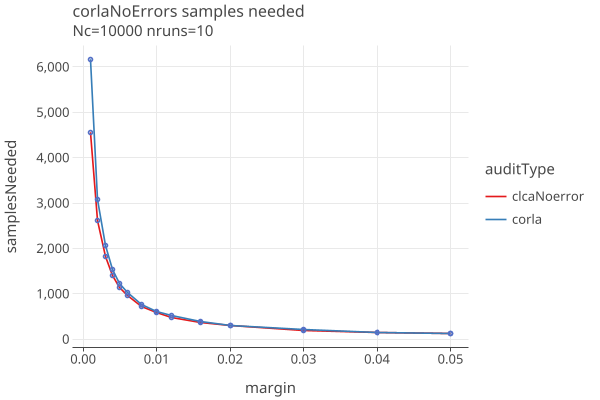 corlaNoErrors samples needed
Nc=10000 nruns=10
6,000
5,000
4,000
3,000
2,000
1,000
0
samplesNeeded
0.00
0.01
0.02
0.03
0.04
0.05
margin
auditType
clcaNoerror
corla